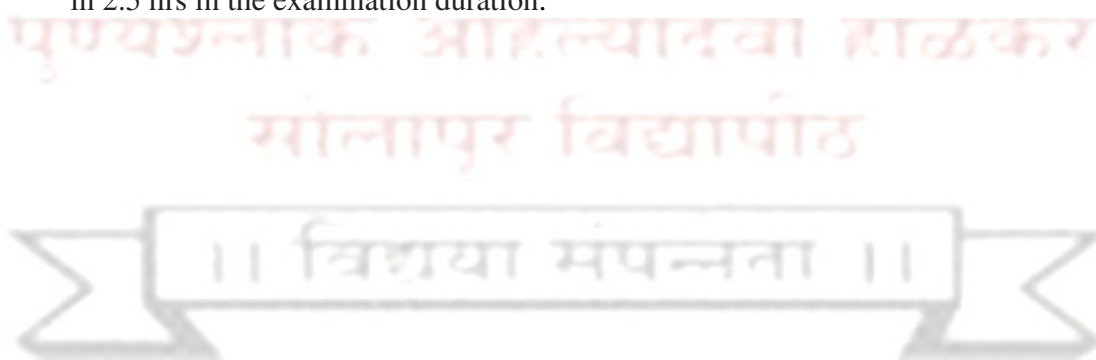 in 2.5 hrs in the examination duration.
पुण्यश्लोक अहिल्यादेवी होळकर
सोलापूर विद्यापीठ
|| विद्यया संपन्नता ||